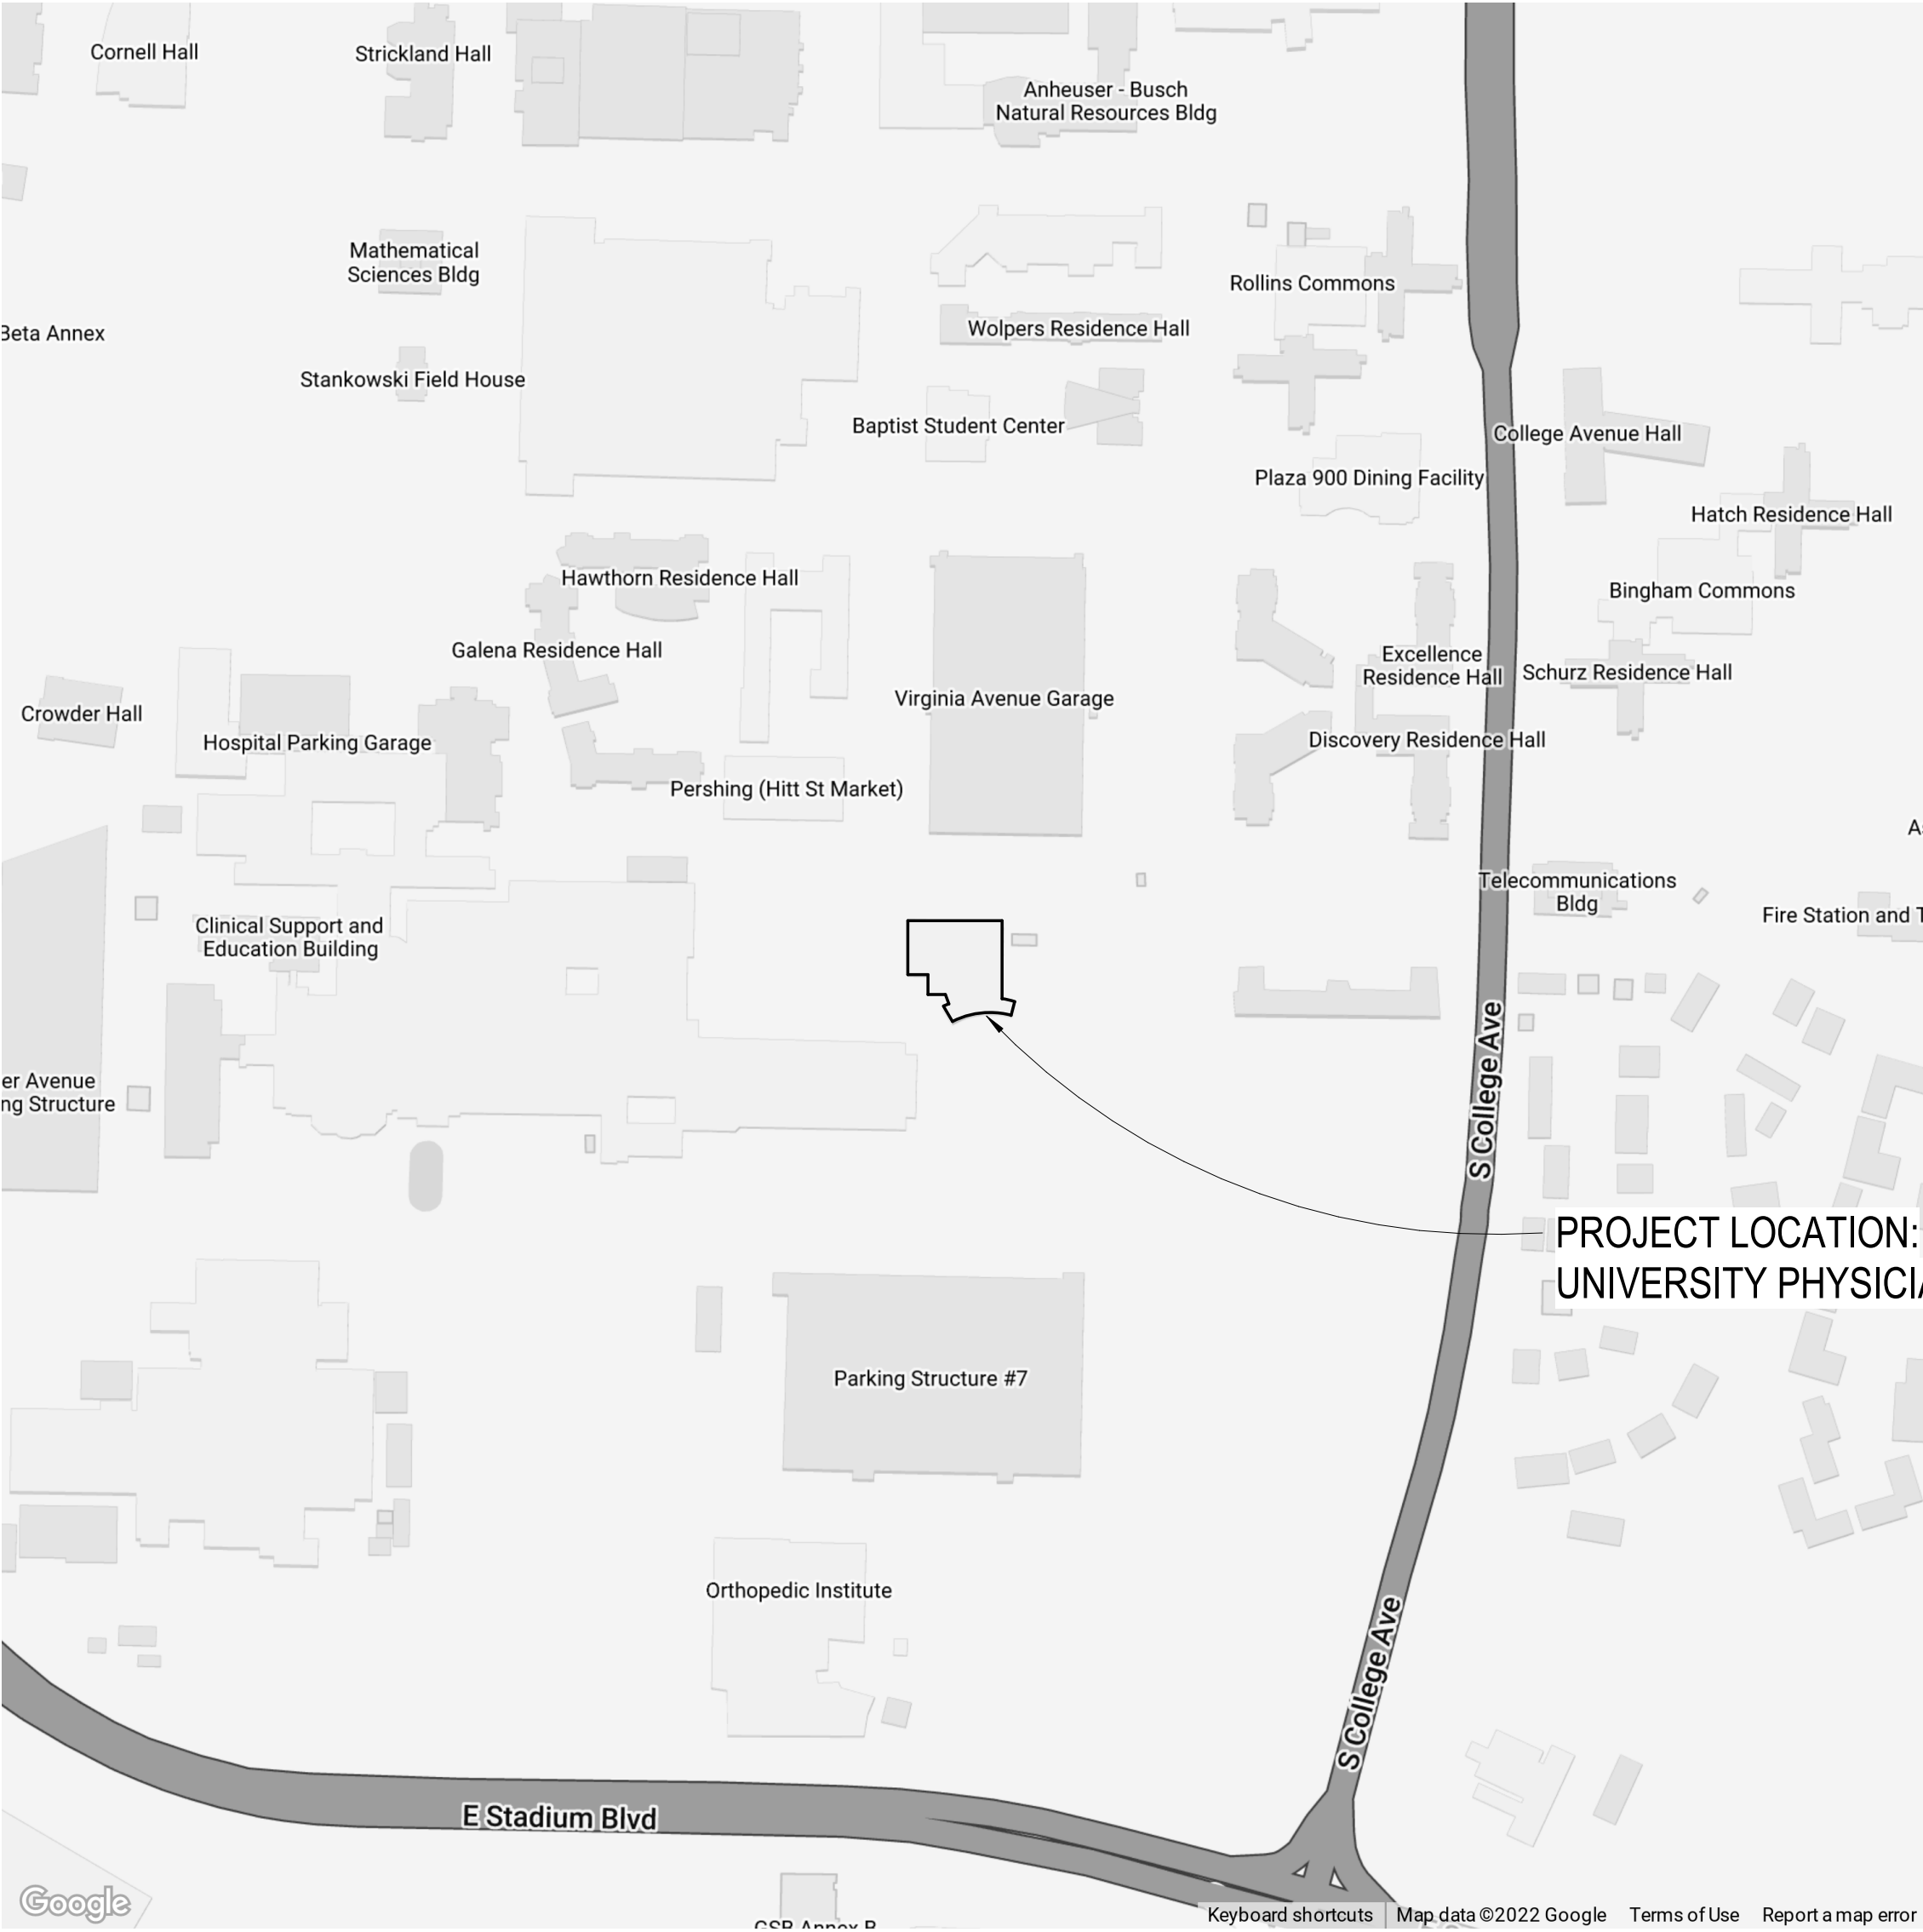 Cornell Hall
Strickland Hall
Anheuser - Busch
Natural Resources Bldg
Mathematical
Sciences Bldg
Rollins Commons
Beta Annex
Wolpers Residence Hall
Stankowski Field House
Baptist Student Center
College Avenue Hall
Plaza 900 Dining Facility
Hatch Residence Hall
Hawthorn Residence Hall
Bingham Commons
Galena Residence Hall
Excellence
Residence Hall
Schurz Residence Hall
Virginia Avenue Garage
Crowder Hall
Hospital Parking Garage
Discovery Residence Hall
Pershing (Hitt St Market)
Telecommunications
Bldg
Fire Station and T
Clinical Support and
Education Building
S College Ave
er Avenue
ng Structure
PROJECT LOCATION:
UNIVERSITY PHYSICIA
Parking Structure #7
Orthopedic Institute
S College Ave
E Stadium Blvd
Google
GSB Annex B
Keyboard shortcuts
Map data ©2022 Google
Terms of Use
Report a map error